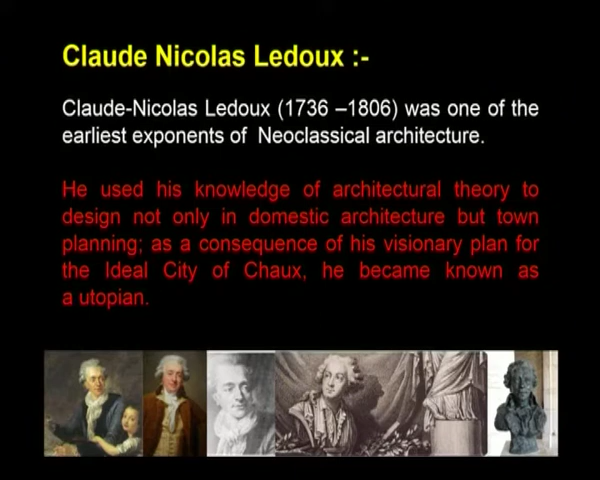 Claude Nicolas Ledoux :-
Claude-Nicolas Ledoux (1736 –1806) was one of the
earliest exponents of Neoclassical architecture.
He used his knowledge of architectural theory to
design not only in domestic architecture but town
planning; as a consequence of his visionary plan for
the Ideal City of Chaux, he became known as
a utopian.